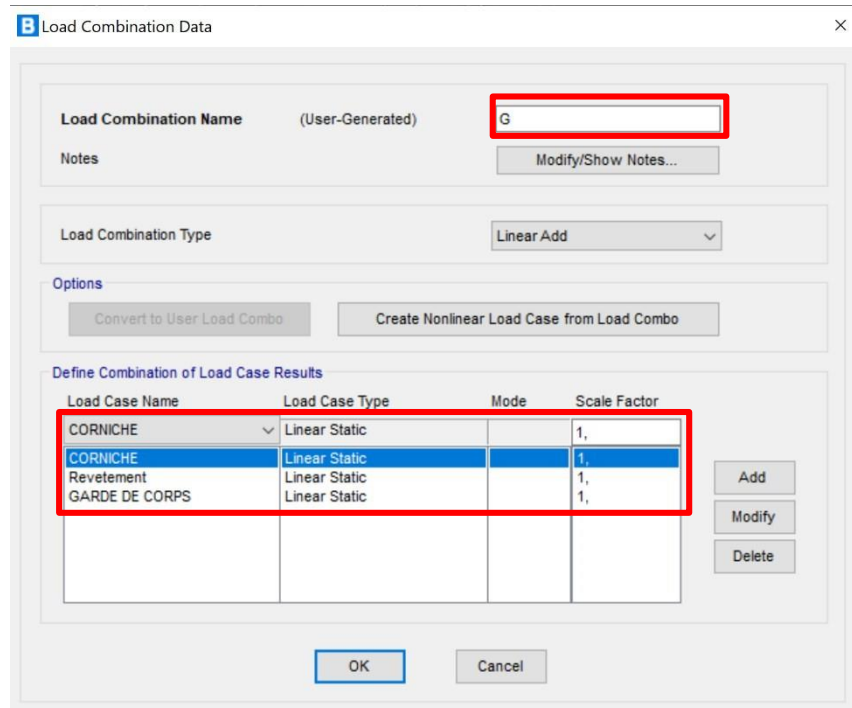 B Load Combination Data ×
Load Combination Name (User-Generated) G
Notes Modify/Show Notes...
Load Combination Type Linear Add
Options
Convert to User Load Combo Create Nonlinear Load Case from Load Combo
Define Combination of Load Case Results
Load Case Name Load Case Type Mode Scale Factor
CORNICHE Linear Static 1,
CORNICHE Linear Static 1,
Revetement Linear Static 1,
GARDE DE CORPS Linear Static 1,
Add
Modify
Delete
OK Cancel